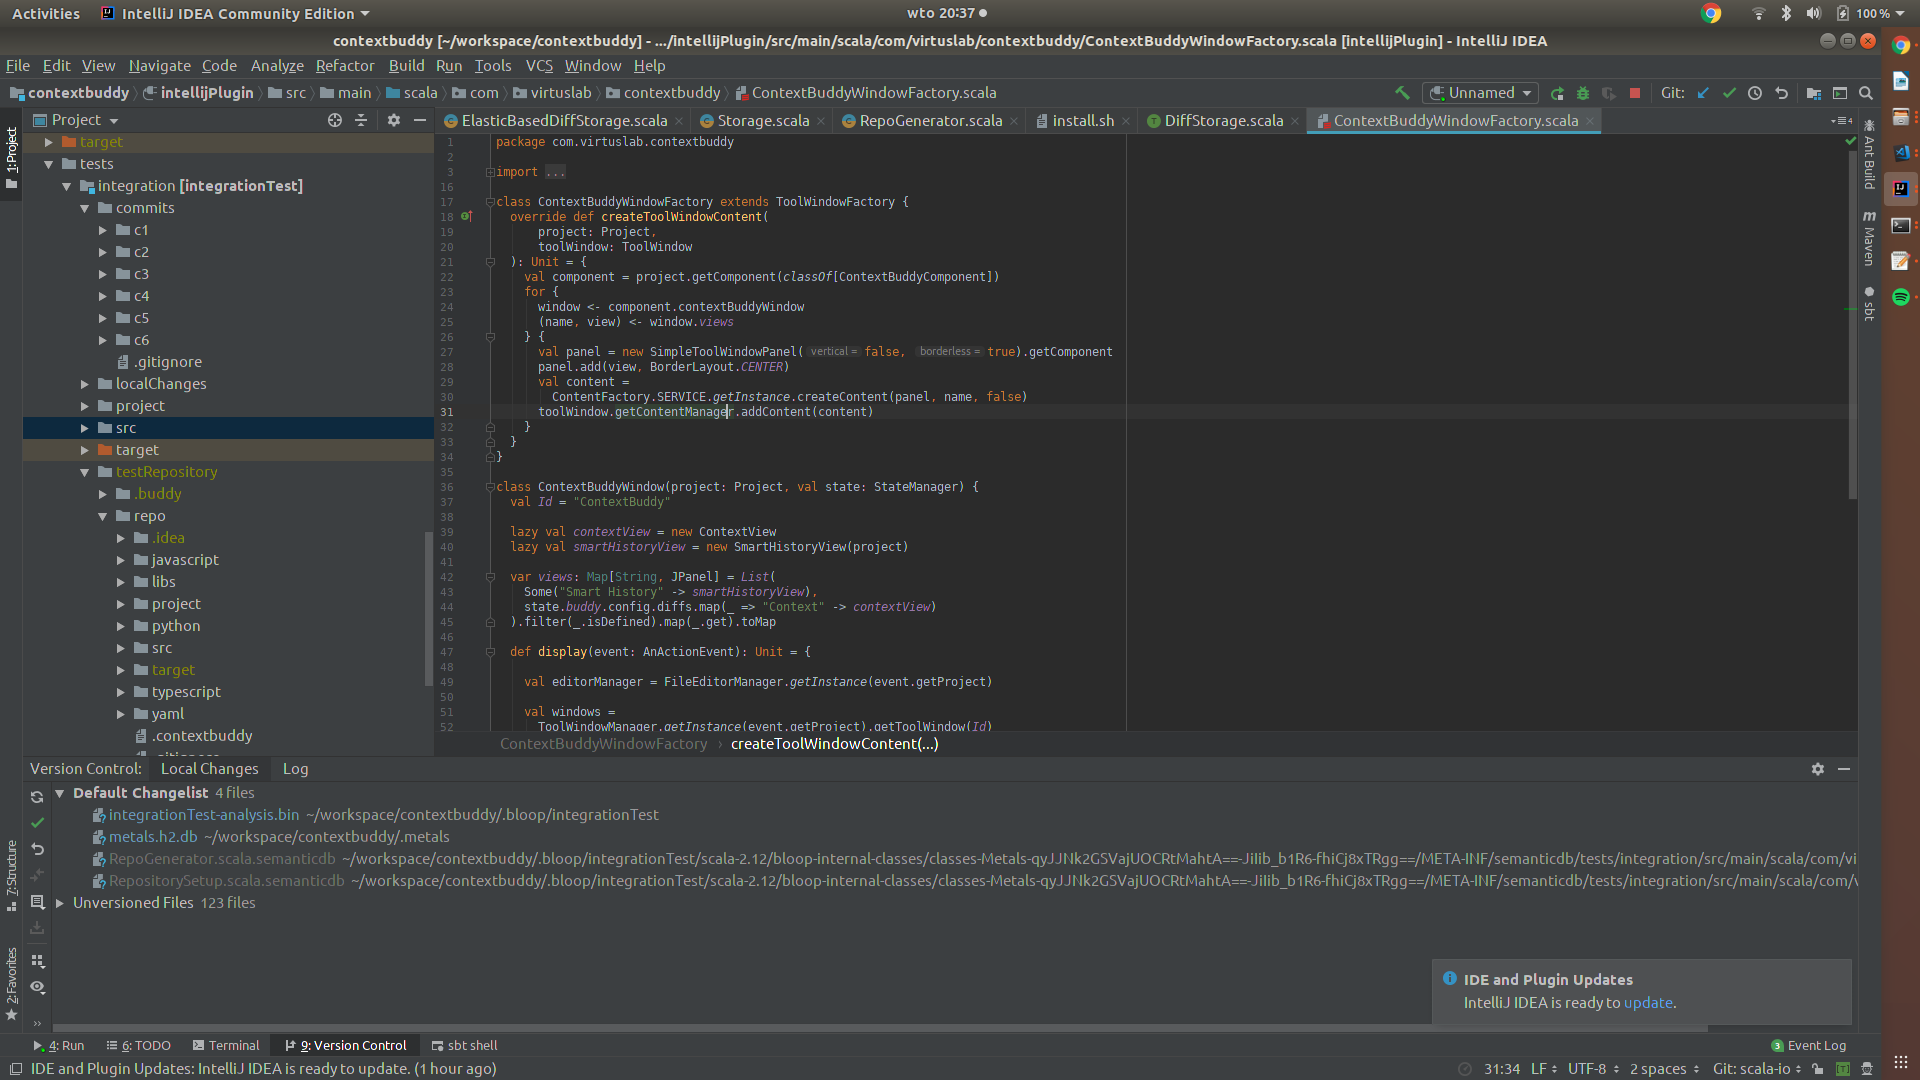 Activities IntelliJ IDEA Community Edition wto 20:37 100 %
contextbuddy [~/workspace/contextbuddy] - .../intellijPlugin/src/main/scala/com/virtuslab/contextbuddy/ContextBuddyWindowFactory.scala [intellijPlugin] - IntelliJ IDEA
File Edit View Navigate Code Analyze Refactor Build Run Tools VCS Window Help
contextbuddy intellijPlugin src main scala com virtuslab contextbuddy ContextBuddyWindowFactory.scala Unnamed Git:
Project ElasticBasedDiffStorage.scala Storage.scala RepoGenerator.scala install.sh DiffStorage.scala ContextBuddyWindowFactory.scala
1: Project
7: Structure
2: Favorites
target
tests
integration [integrationTest]
commits
c1
c2
c3
c4
c5
c6
.gitignore
localChanges
project
src
target
testRepository
.buddy
repo
.idea
javascript
libs
project
python
src
target
typescript
yaml
.contextbuddy
1 package com.virtuslab.contextbuddy
2
3 import ...
16
17 class ContextBuddyWindowFactory extends ToolWindowFactory {
18 override def createToolWindowContent(
19 project: Project,
20 toolWindow: ToolWindow
21 ): Unit = {
22 val component = project.getComponent(classOf[ContextBuddyComponent])
23 for {
24 window <- component.contextBuddyWindow
25 (name, view) <- window.views
26 } {
27 val panel = new SimpleToolWindowPanel( vertical = false, borderless = true).getComponent
28 panel.add(view, BorderLayout.CENTER)
29 val content =
30 ContentFactory.SERVICE.getInstance.createContent(panel, name, false)
31 toolWindow.getContentManager.addContent(content)
32 }
33 }
34 }
35
36 class ContextBuddyWindow(project: Project, val state: StateManager) {
37 val Id = "ContextBuddy"
38
39 lazy val contextView = new ContextView
40 lazy val smartHistoryView = new SmartHistoryView(project)
41
42 var views: Map[String, JPanel] = List(
43 Some("Smart History" -> smartHistoryView),
44 state.buddy.config.diffs.map(_ => "Context" -> contextView)
45 ).filter(_.isDefined).map(_.get).toMap
46
47 def display(event: AnActionEvent): Unit = {
48
49 val editorManager = FileEditorManager.getInstance(event.getProject)
50
51 val windows =
52 ToolWindowManager.getInstance(event.getProject).getToolWindow(Id)
ContextBuddyWindowFactory › createToolWindowContent(...)
Ant Build
Maven
sbt
Version Control: Local Changes Log
Default Changelist 4 files
integrationTest-analysis.bin ~/workspace/contextbuddy/.bloop/integrationTest
metals.h2.db ~/workspace/contextbuddy/.metals
RepoGenerator.scala.semanticdb ~/workspace/contextbuddy/.bloop/integrationTest/scala-2.12/bloop-internal-classes/classes-Metals-qyJJNk2GSVajUOCRtMahtA==-JiIib_b1R6-fhiCj8xTRgg==/META-INF/semanticdb/tests/integration/src/main/scala/com/vi
RepositorySetup.scala.semanticdb ~/workspace/contextbuddy/.bloop/integrationTest/scala-2.12/bloop-internal-classes/classes-Metals-qyJJNk2GSVajUOCRtMahtA==-JiIib_b1R6-fhiCj8xTRgg==/META-INF/semanticdb/tests/integration/src/main/scala/com/v
Unversioned Files 123 files
IDE and Plugin Updates
IntelliJ IDEA is ready to update.
4: Run 6: TODO Terminal 9: Version Control sbt shell 3 Event Log
IDE and Plugin Updates: IntelliJ IDEA is ready to update. (1 hour ago) 31:34 LF UTF-8 2 spaces Git: scala-io